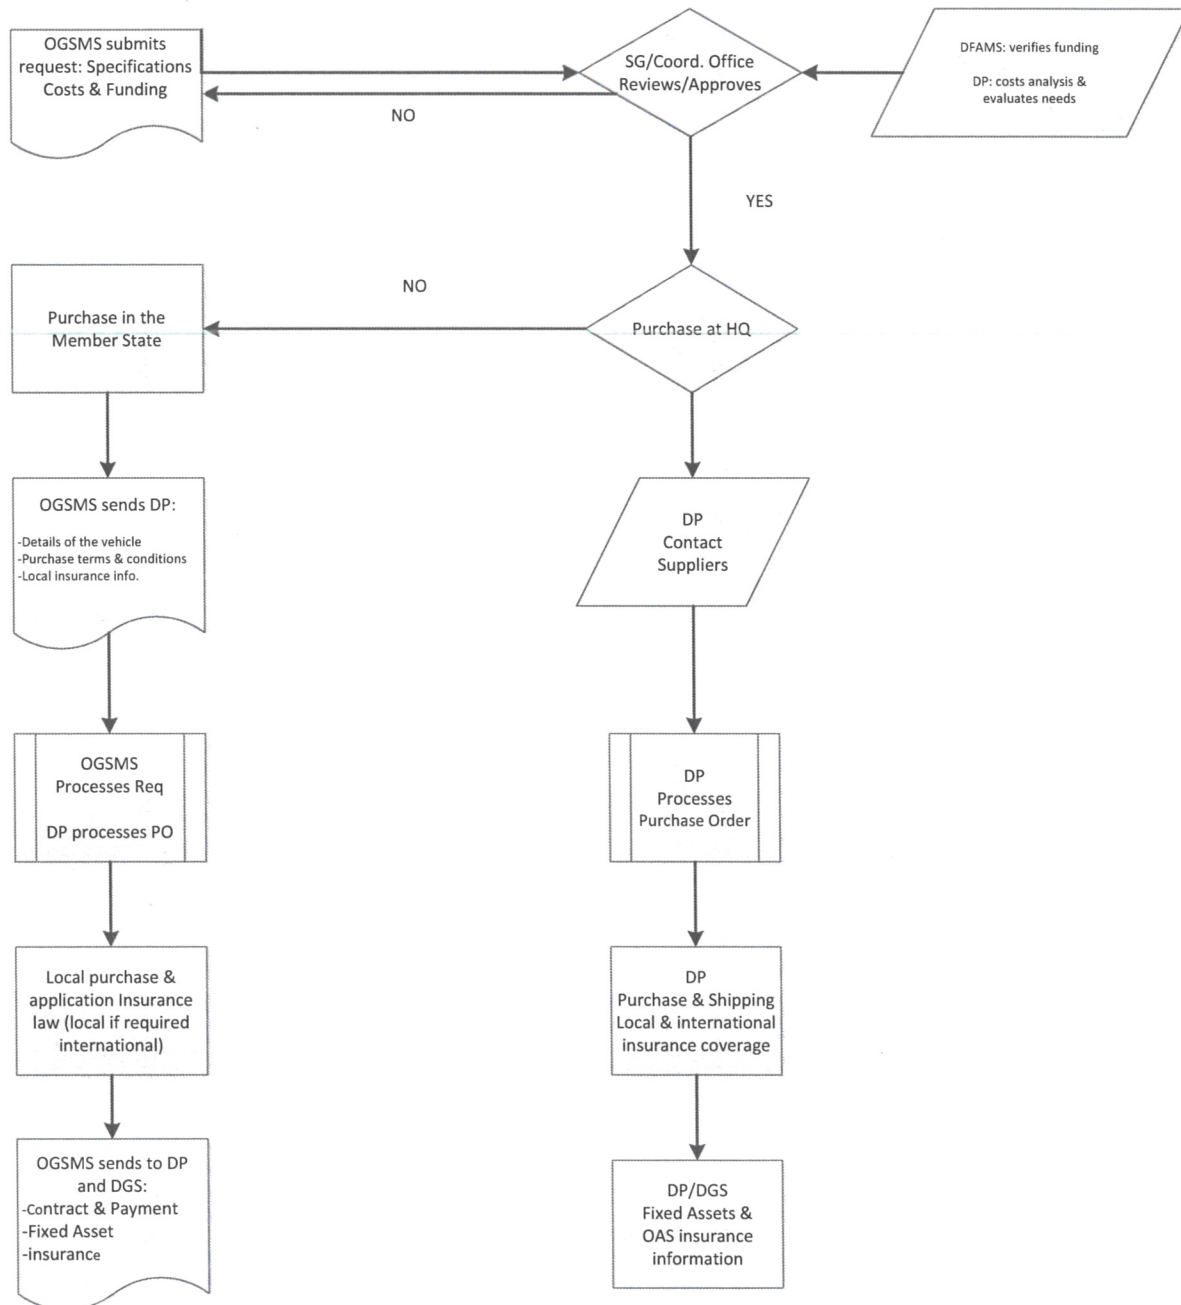 OGSMS submits
request: Specifications
Costs & Funding
SG/Coord. Office
Reviews/Approves
DFAMS: verifies funding
DP: costs analysis &
evaluates needs
NO
YES
NO
Purchase in the
Member State
Purchase at HQ
OGSMS sends DP:
-Details of the vehicle
-Purchase terms & conditions
-Local insurance info.
DP
Contact
Suppliers
OGSMS
Processes Req
DP processes PO
DP
Processes
Purchase Order
Local purchase &
application Insurance
law (local if required
international)
DP
Purchase & Shipping
Local & international
insurance coverage
OGSMS sends to DP
and DGS:
-Contract & Payment
-Fixed Asset
-insurance
DP/DGS
Fixed Assets &
OAS insurance
information